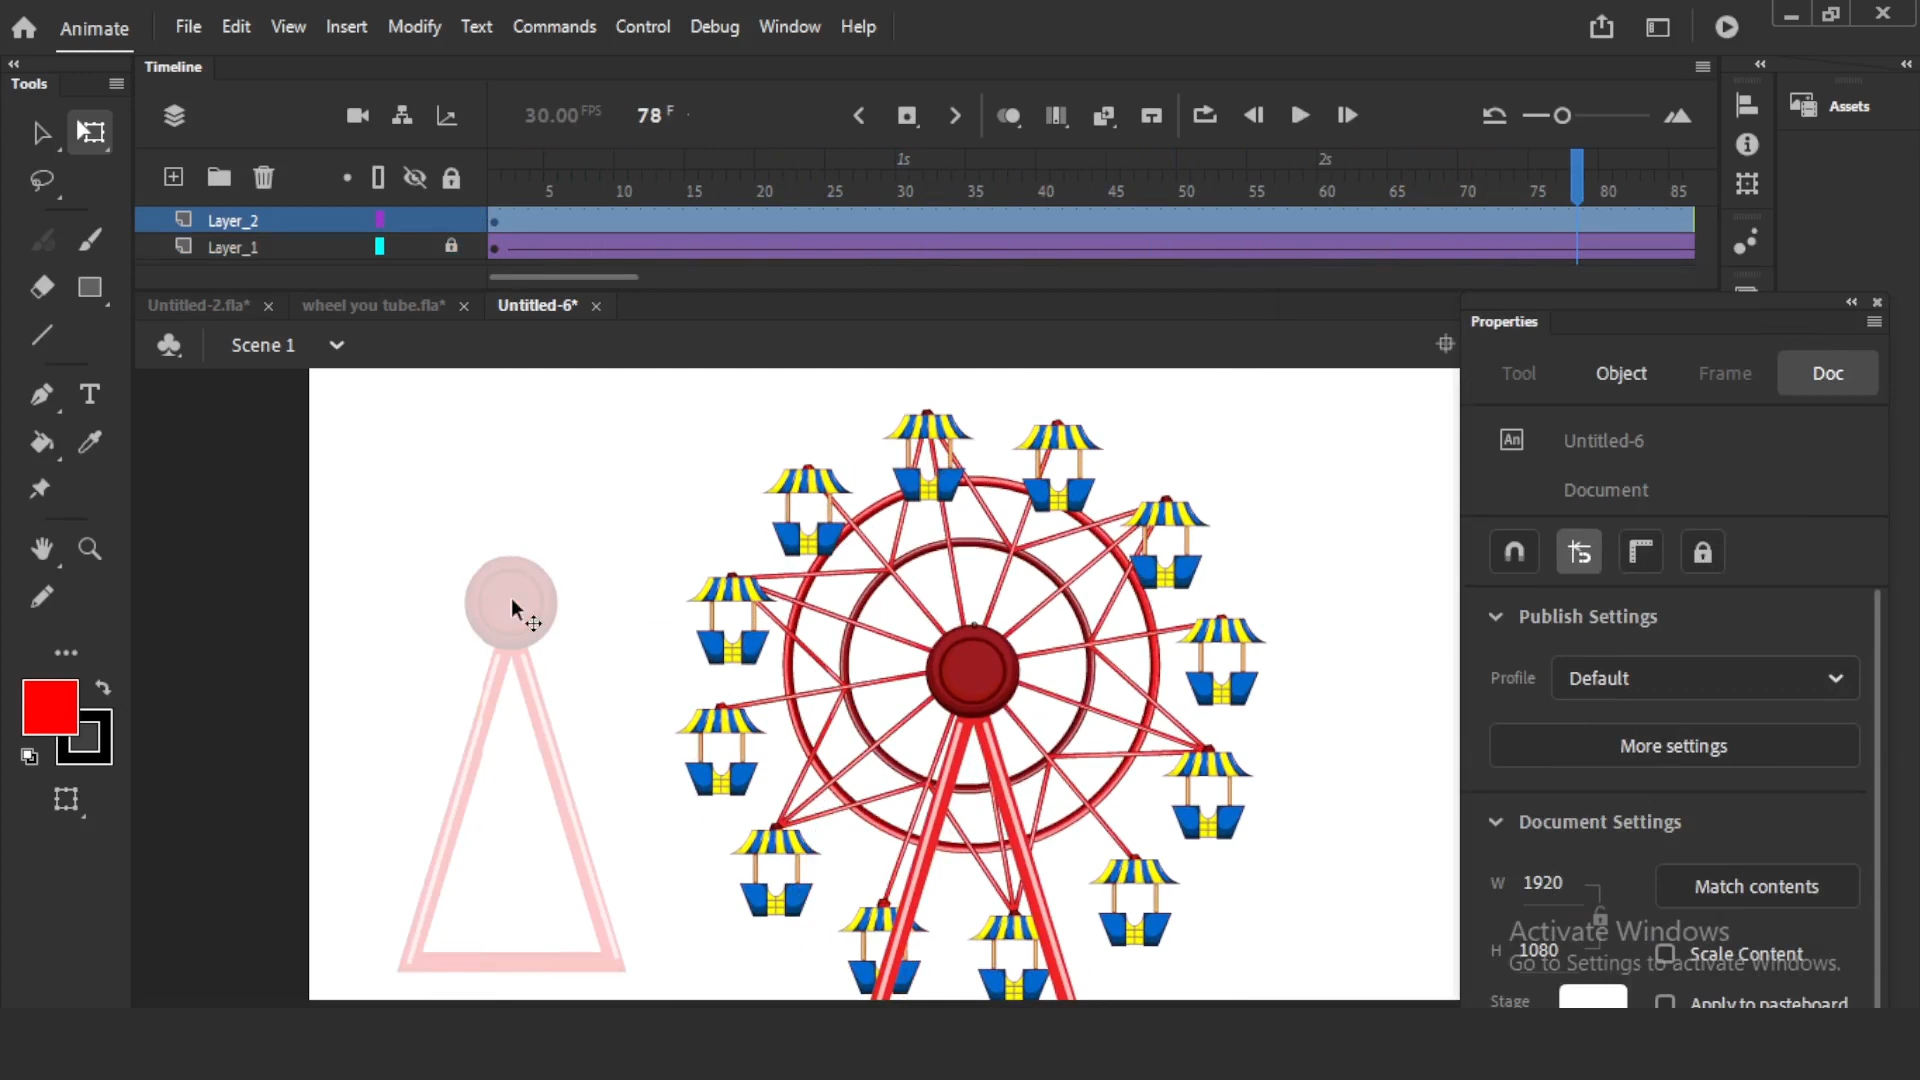 Animate File Edit View Insert Modify Text Commands Control Debug Window Help
Tools Timeline
30.00 FPS 78 F
Assets
1s 2s
5 10 15 20 25 30 35 40 45 50 55 60 65 70 75 80 85
Layer_2
Layer_1
Untitled-2.fla* wheel you tube.fla* Untitled-6*
Scene 1
Properties
Tool Object Frame Doc
An Untitled-6
Document
T
Publish Settings
Profile Default
More settings
Document Settings
W 1920 Match contents
H 1080 Scale Content
Stage Apply to pasteboard
Activate Windows
Go to Settings to activate Windows.